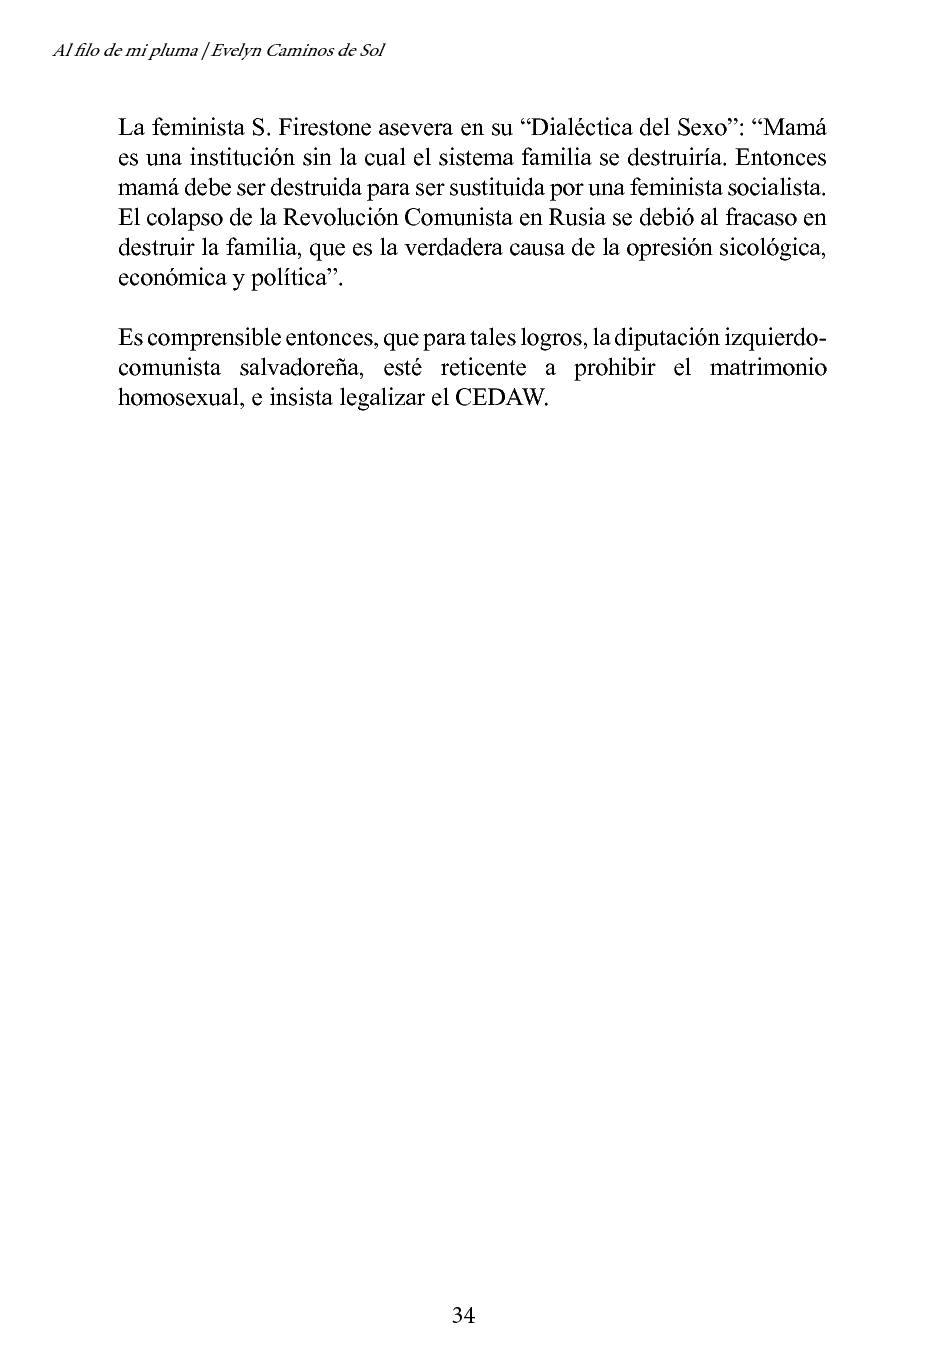 Al filo de mi pluma / Evelyn Caminos de Sol
La feminista S. Firestone asevera en su “Dialéctica del Sexo”: “Mamá
es una institución sin la cual el sistema familia se destruiría. Entonces
mamá debe ser destruida para ser sustituida por una feminista socialista.
El colapso de la Revolución Comunista en Rusia se debió al fracaso en
destruir la familia, que es la verdadera causa de la opresión sicológica,
económica y política”.
Es comprensible entonces, que para tales logros, la diputación izquierdo-
comunista salvadoreña, esté reticente a prohibir el matrimonio
homosexual, e insista legalizar el CEDAW.
34